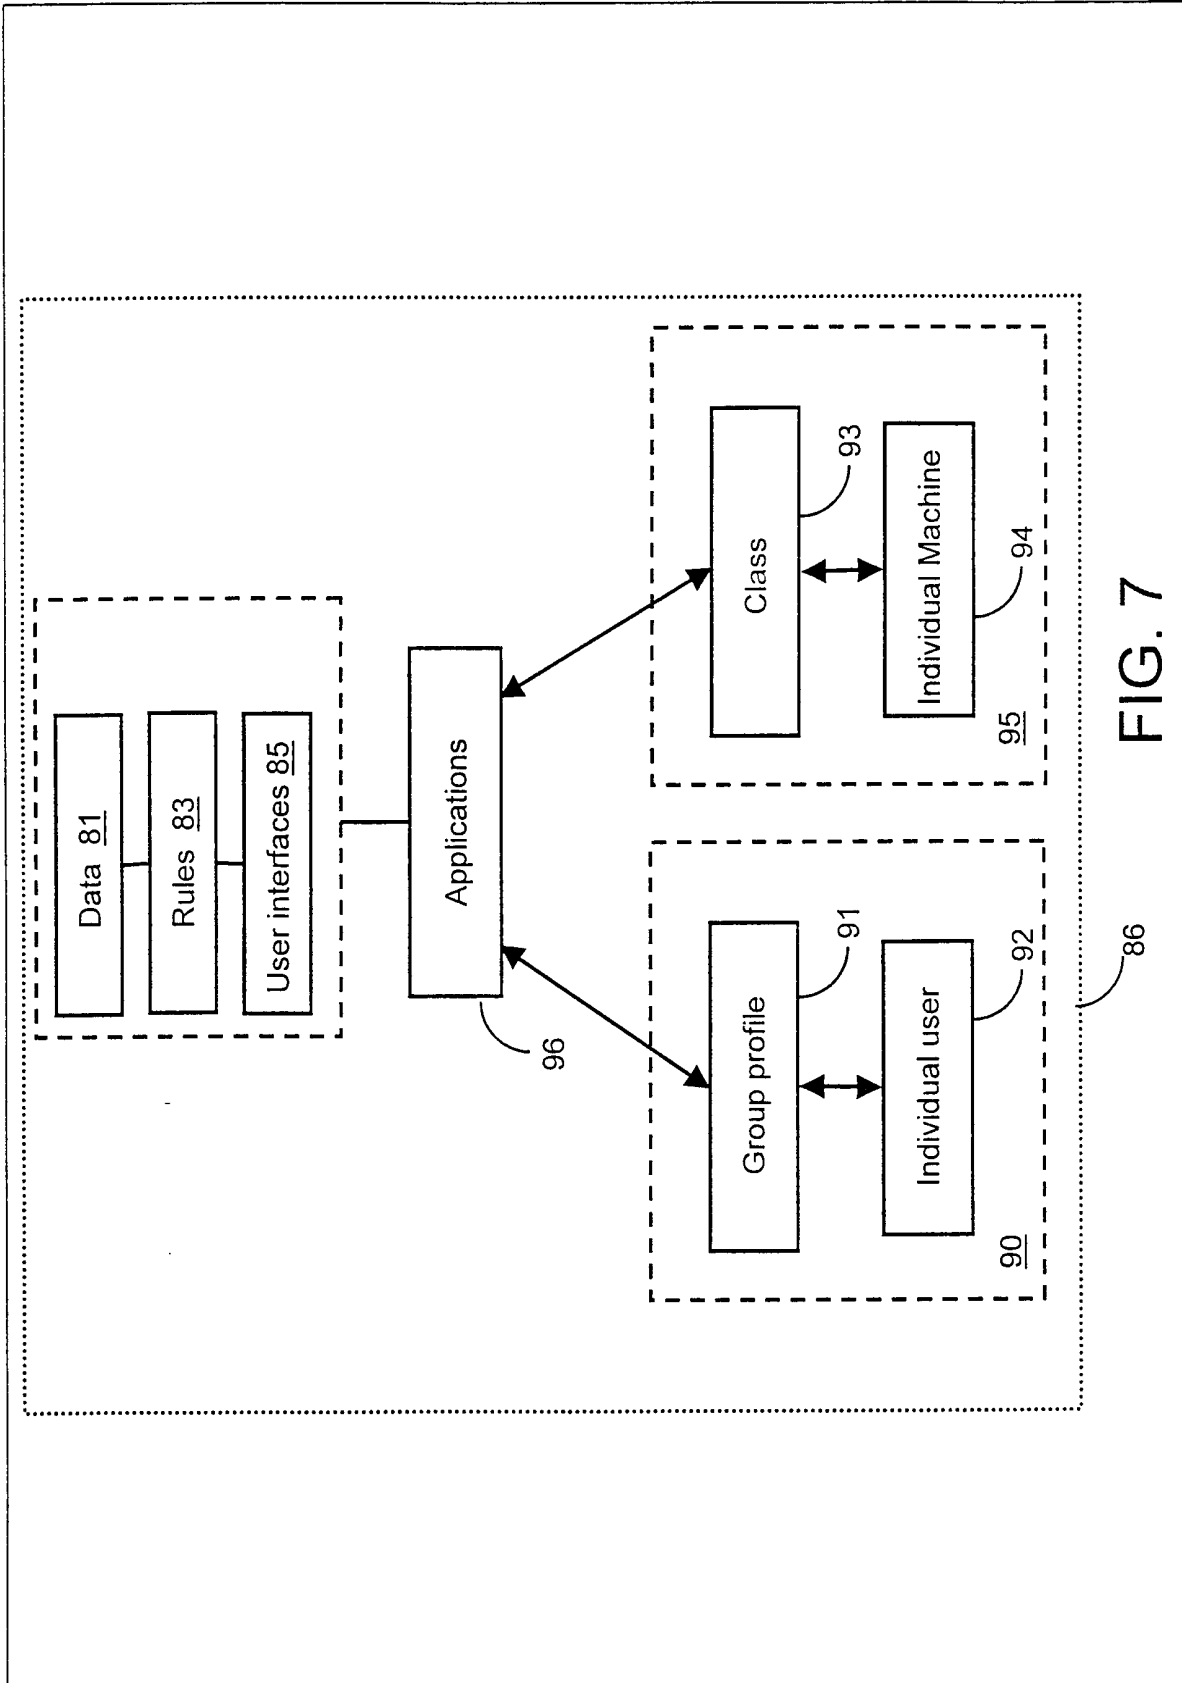 Data 81
Rules 83
User interfaces 85
Applications
96
Group profile
91
Individual user
92
90
Class
93
Individual Machine
94
95
86
FIG. 7